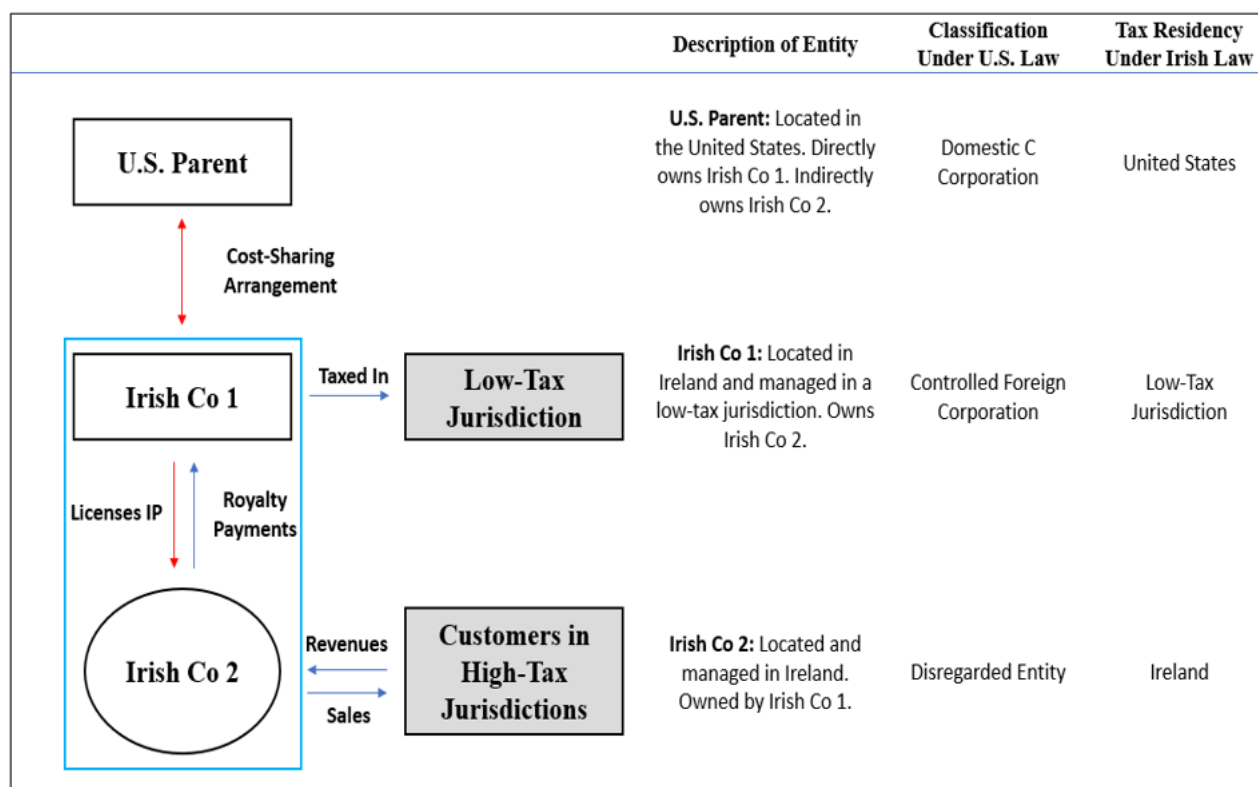 Description of Entity
Classification
Under U.S. Law
Tax Residency
Under Irish Law
U.S. Parent
U.S. Parent: Located in
the United States. Directly
owns Irish Co 1. Indirectly
owns Irish Co 2.
Domestic C
Corporation
United States
Cost-Sharing
Arrangement
Irish Co 1
Taxed In
Low-Tax
Jurisdiction
Irish Co 1: Located in
Ireland and managed in a
low-tax jurisdiction. Owns
Irish Co 2.
Controlled Foreign
Corporation
Low-Tax
Jurisdiction
Licenses IP
Royalty
Payments
Irish Co 2
Revenues
Sales
Customers in
High-Tax
Jurisdictions
Irish Co 2: Located and
managed in Ireland.
Owned by Irish Co 1.
Disregarded Entity
Ireland